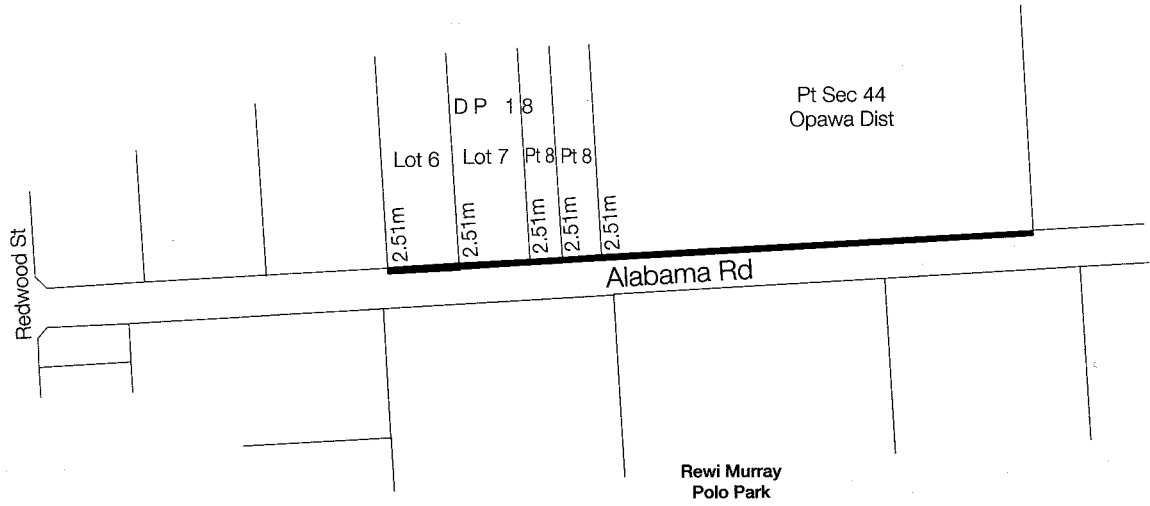 Pt Sec 44
Opawa Dist
D P 1 8
Lot 6
Lot 7
Pt 8
Pt 8
2.51m
2.51m
2.51m
2.51m
2.51m
Redwood St
Alabama Rd
Rewi Murray
Polo Park